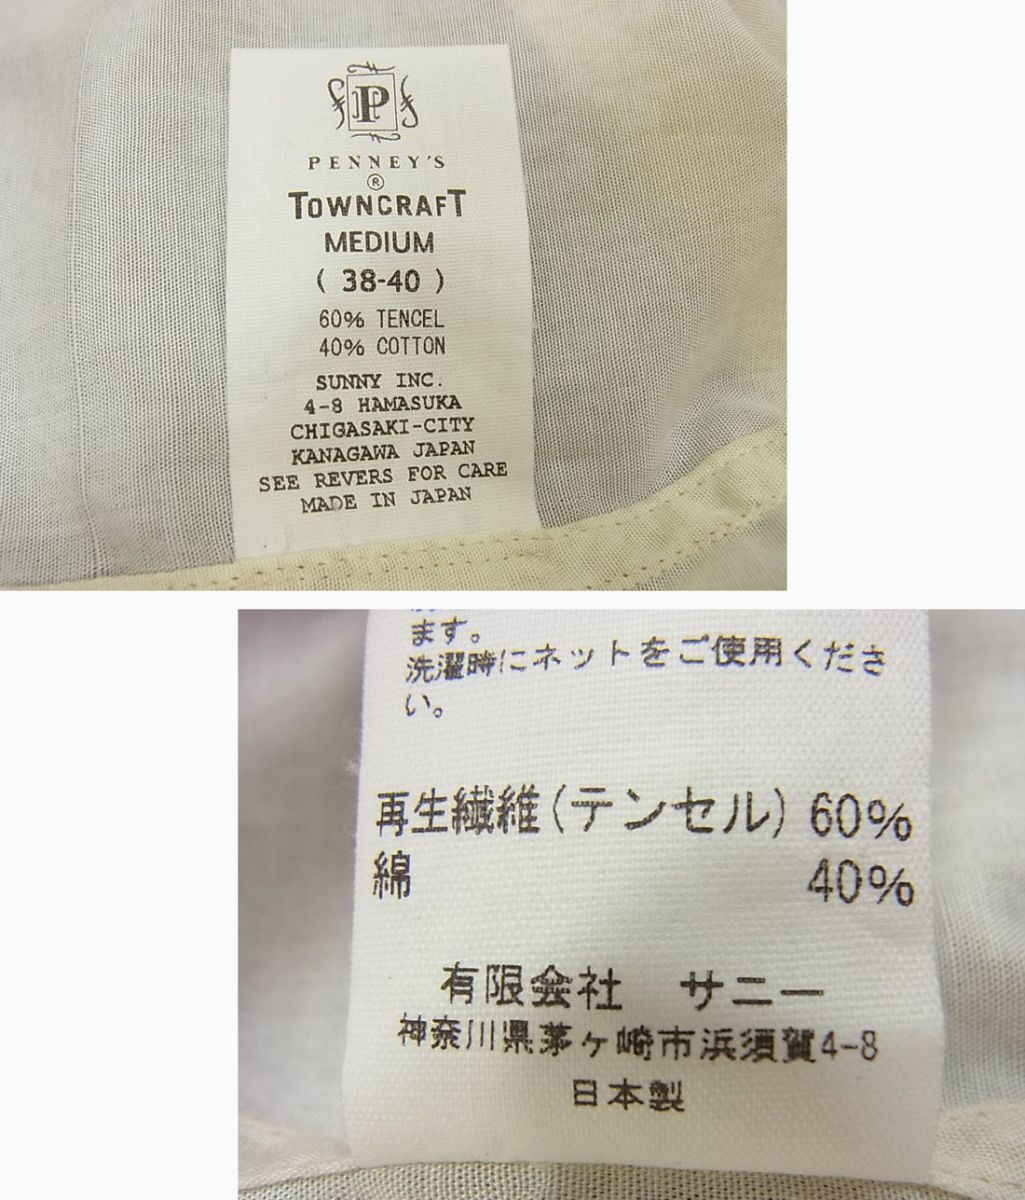 P
PENNEY'S
®
TOWNCRAFT
MEDIUM
( 38-40 )
60% TENCEL
40% COTTON
SUNNY INC.
4-8 HAMASUKA
CHIGASAKI-CITY
KANAGAWA JAPAN
SEE REVERS FOR CARE
MADE IN JAPAN
ます。
洗濯時にネットをご使用くださ
い。
再生繊維(テンセル) 60%
綿 40%
有限会社 サニー
神奈川県茅ヶ崎市浜須賀4-8
日本製